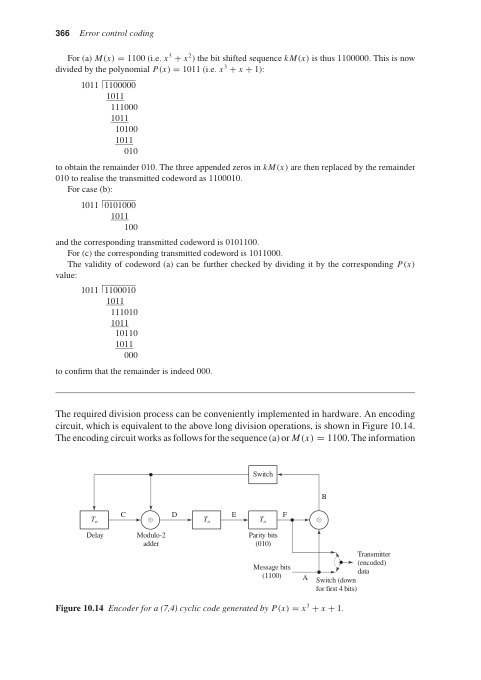 366 Error control coding
For (a) M(x) = 1100 (i.e. x³ + x²) the bit shifted sequence kM(x) is thus 1100000. This is now
divided by the polynomial P(x) = 1011 (i.e. x³ + x + 1):
1011 1100000
1011
111000
1011
10100
1011
010
to obtain the remainder 010. The three appended zeros in kM(x) are then replaced by the remainder
010 to realise the transmitted codeword as 1100010.
For case (b):
1011 0101000
1011
100
and the corresponding transmitted codeword is 0101100.
For (c) the corresponding transmitted codeword is 1011000.
The validity of codeword (a) can be further checked by dividing it by the corresponding P(x)
value:
1011 1100010
1011
111010
1011
10110
1011
000
to confirm that the remainder is indeed 000.
The required division process can be conveniently implemented in hardware. An encoding
circuit, which is equivalent to the above long division operations, is shown in Figure 10.14.
The encoding circuit works as follows for the sequence (a) or M(x) = 1100. The information
Switch
B
Tₒ C ⊕ D Tₒ E Tₒ F ⊕
Delay Modulo-2 Parity bits
adder (010)
Transmitter
(encoded)
data
Message bits
(1100) A Switch (down
for first 4 bits)
Figure 10.14 Encoder for a (7,4) cyclic code generated by P(x) = x³ + x + 1.